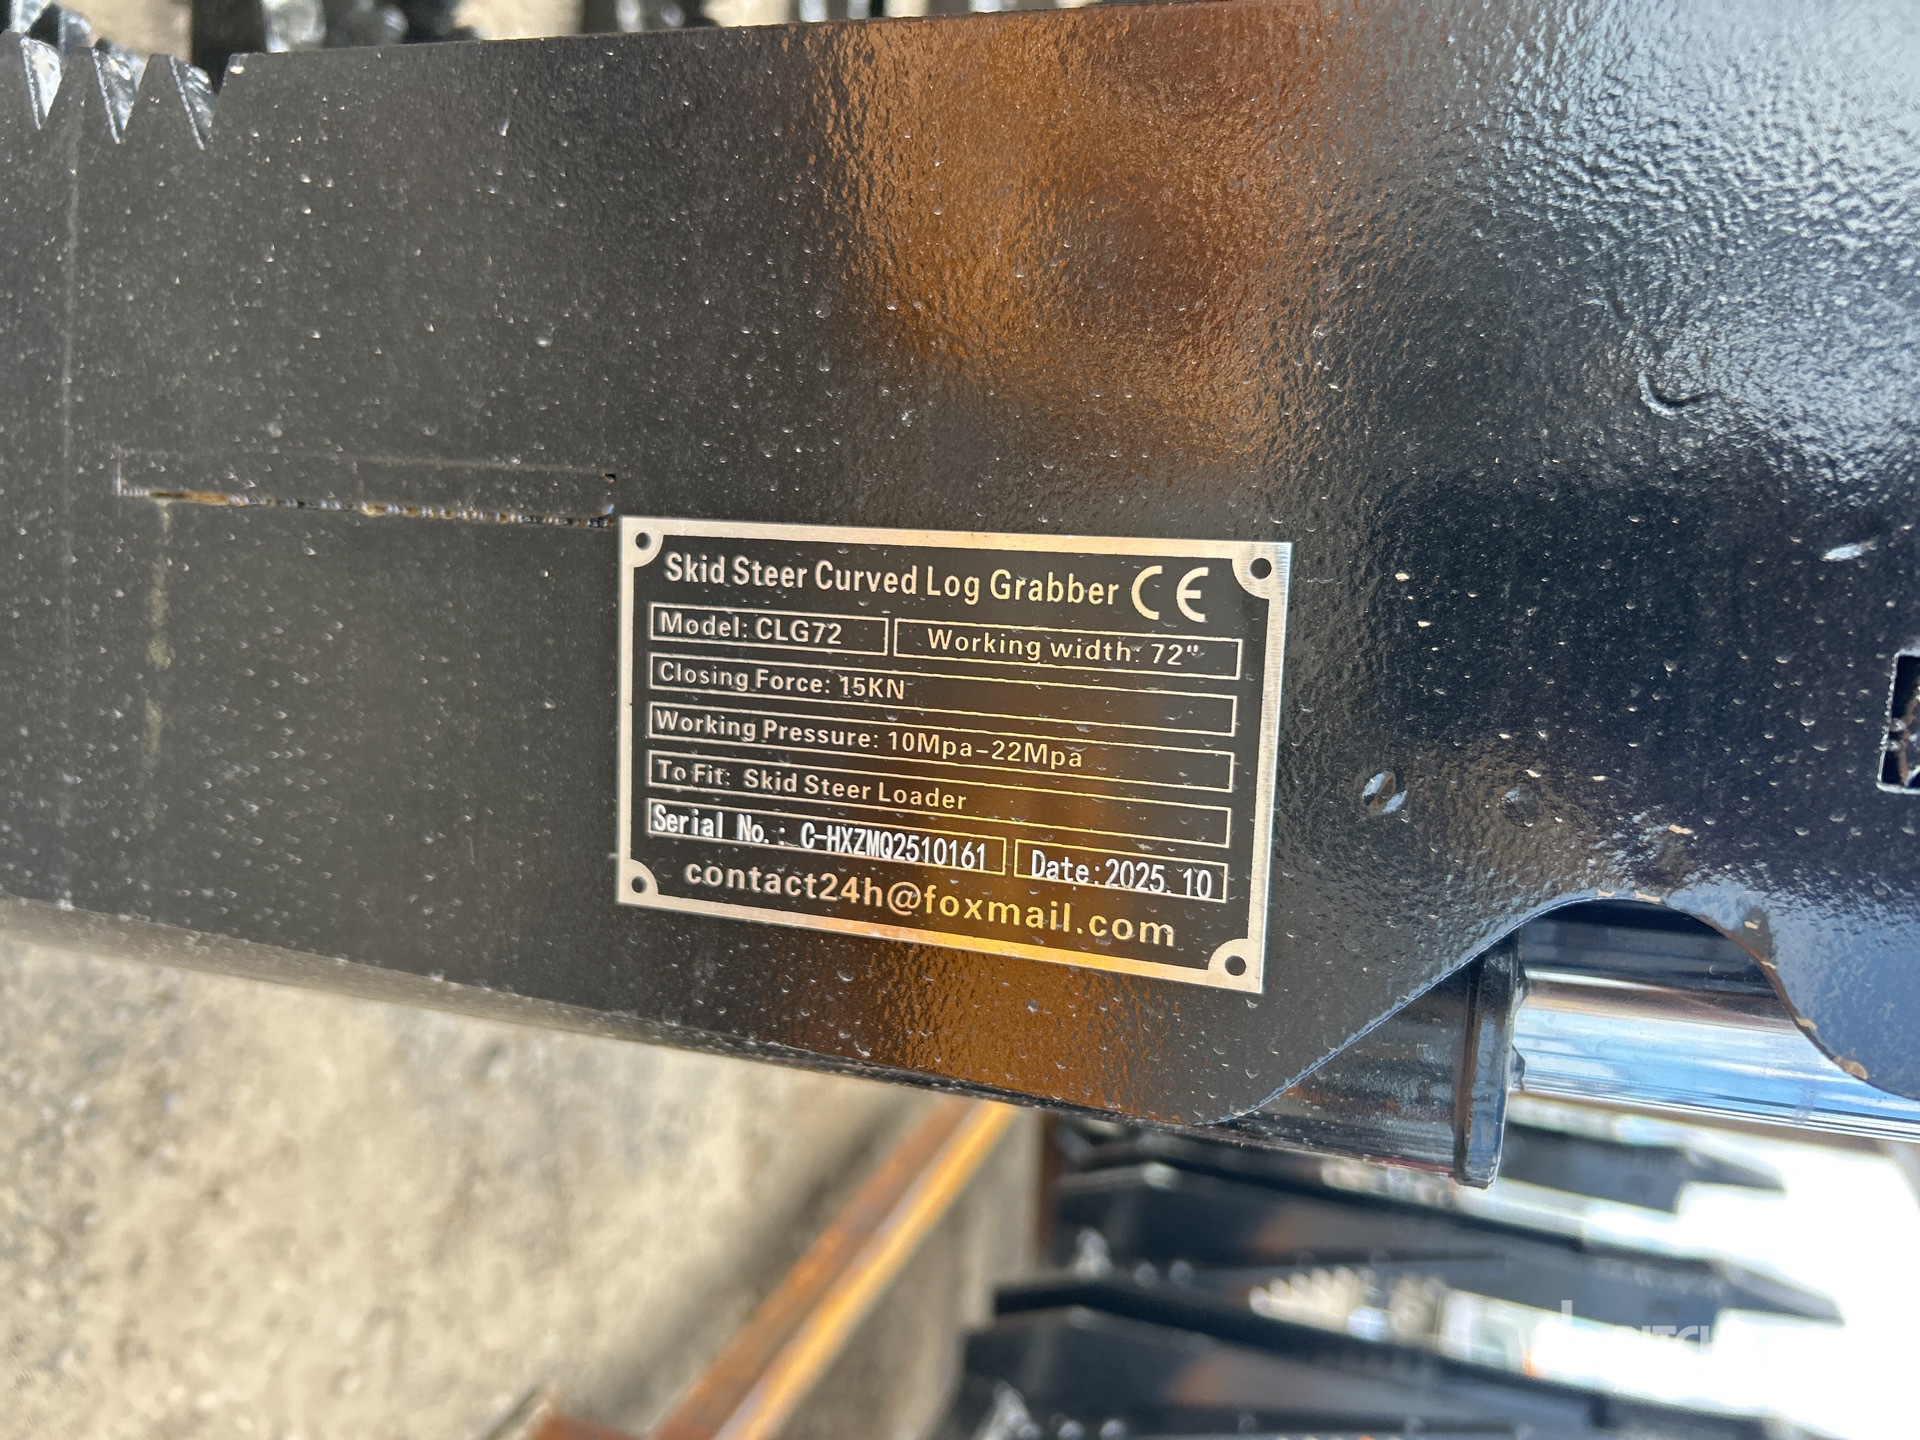 Skid Steer Curved Log Grabber CE
Model: CLG72 Working width: 72"
Closing Force: 15KN
Working Pressure: 10Mpa-22Mpa
To Fit: Skid Steer Loader
Serial No.: C-HXZMQ2510161 Date:2025.10
contact24h@foxmail.com